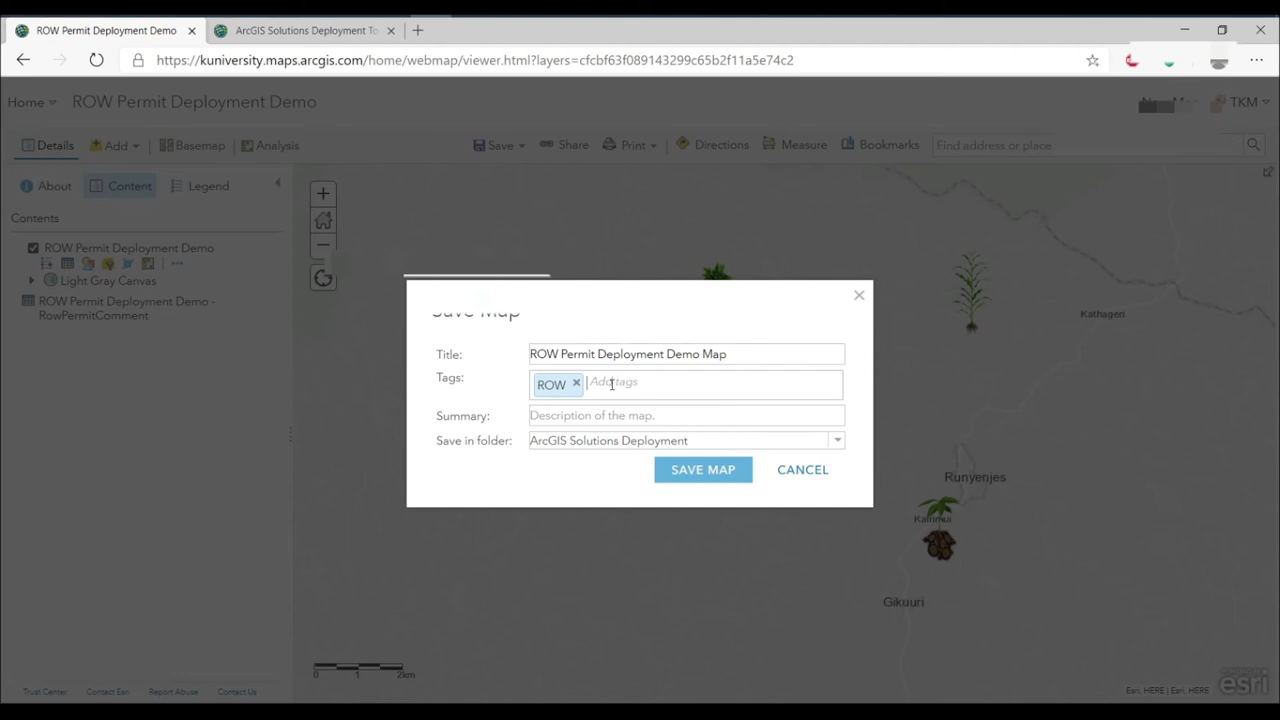 ROW Permit Deployment Demo
ArcGIS Solutions Deployment To
https://kuniversity.maps.arcgis.com/home/webmap/viewer.html?layers=cfcbf63f089143299c65b2f11a5e74c2
Home
ROW Permit Deployment Demo
TKM
Details
Add
Basemap
Analysis
Save
Share
Print
Directions
Measure
Bookmarks
Find address or place
About
Content
Legend
Contents
ROW Permit Deployment Demo
Light Gray Canvas
ROW Permit Deployment Demo -
RowPermitComment
Save Map
Title:
ROW Permit Deployment Demo Map
Tags:
ROW
Add tags
Summary:
Description of the map.
Save in folder:
ArcGIS Solutions Deployment
SAVE MAP
CANCEL
Kathageri
Runyenjes
Gikuuri
0 1 2km
Trust Center
Contact Esri
Report Abuse
Contact Us
Esri, HERE | Esri, HERE
esri